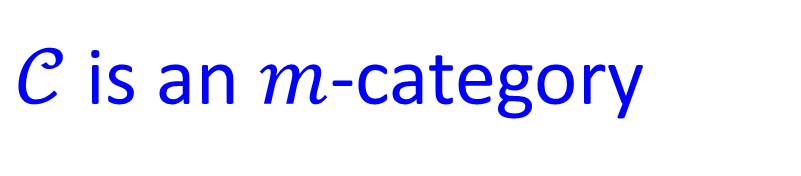 𝒞 is an 𝑚-category